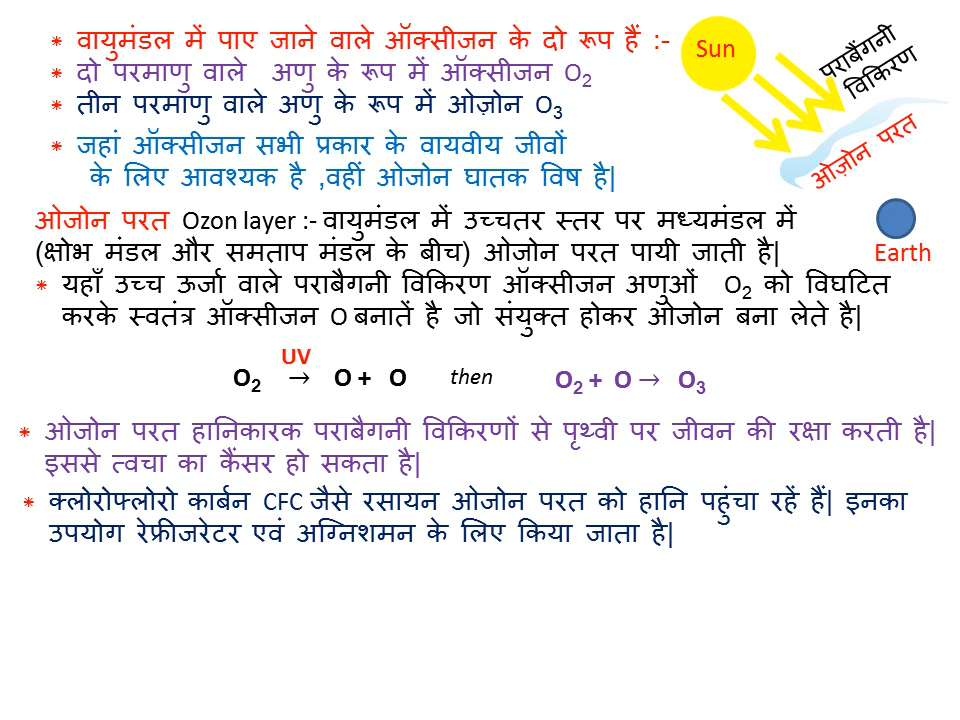 * वायुमंडल में पाए जाने वाले ऑक्सीजन के दो रूप हैं :-
* दो परमाणु वाले अणु के रूप में ऑक्सीजन O2
* तीन परमाणु वाले अणु के रूप में ओज़ोन O3
* जहां ऑक्सीजन सभी प्रकार के वायवीय जीवों
के लिए आवश्यक है ,वहीं ओजोन घातक विष है|
Sun
पराबैंगनी
विकिरण
ओज़ोन परत
Earth
ओजोन परत Ozon layer :- वायुमंडल में उच्चतर स्तर पर मध्यमंडल में
(क्षोभ मंडल और समताप मंडल के बीच) ओजोन परत पायी जाती है|
* यहाँ उच्च ऊर्जा वाले पराबैगनी विकिरण ऑक्सीजन अणुओं O2 को विघटित
करके स्वतंत्र ऑक्सीजन O बनातें है जो संयुक्त होकर ओजोन बना लेते है|
UV
O2 → O + O then O2 + O → O3
* ओजोन परत हानिकारक पराबैगनी विकिरणों से पृथ्वी पर जीवन की रक्षा करती है|
इससे त्वचा का कैंसर हो सकता है|
* क्लोरोफ्लोरो कार्बन CFC जैसे रसायन ओजोन परत को हानि पहुंचा रहें हैं| इनका
उपयोग रेफ्रीजरेटर एवं अग्निशमन के लिए किया जाता है|